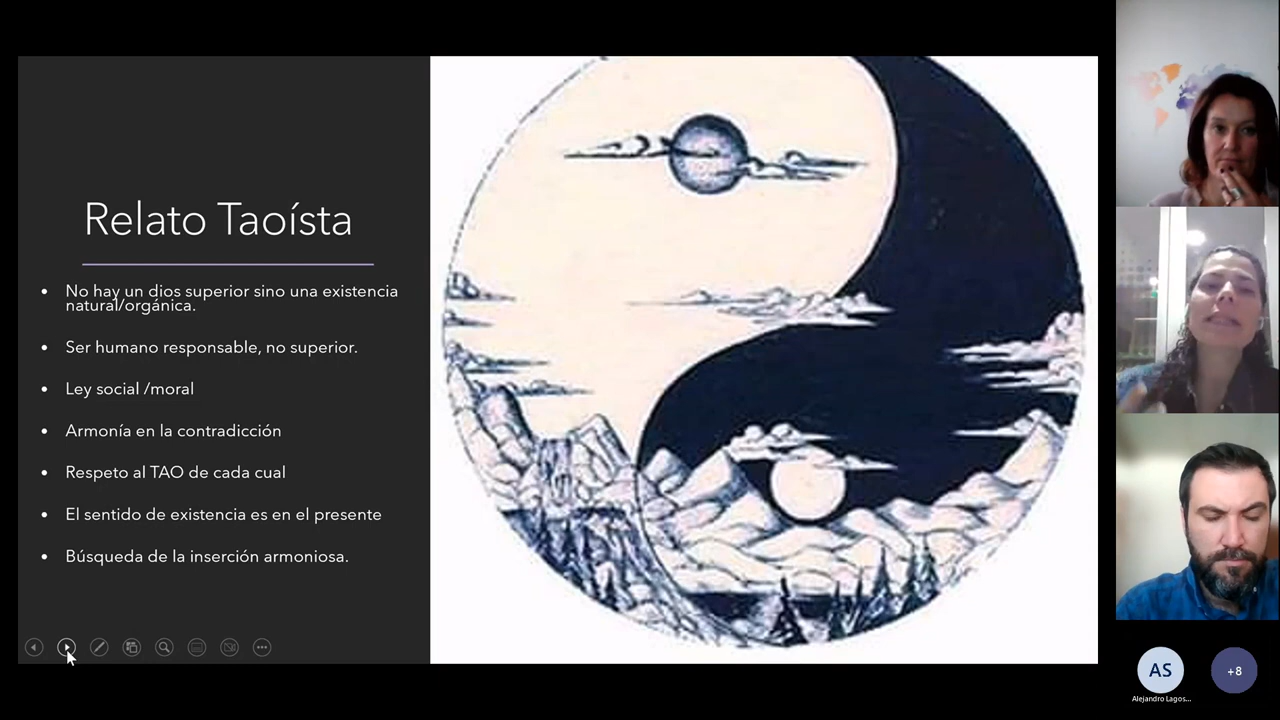 Relato Taoísta
• No hay un dios superior sino una existencia
natural/orgánica.
• Ser humano responsable, no superior.
• Ley social /moral
• Armonía en la contradicción
• Respeto al TAO de cada cual
• El sentido de existencia es en el presente
• Búsqueda de la inserción armoniosa.
AS
+8
Alejandro Lagos...